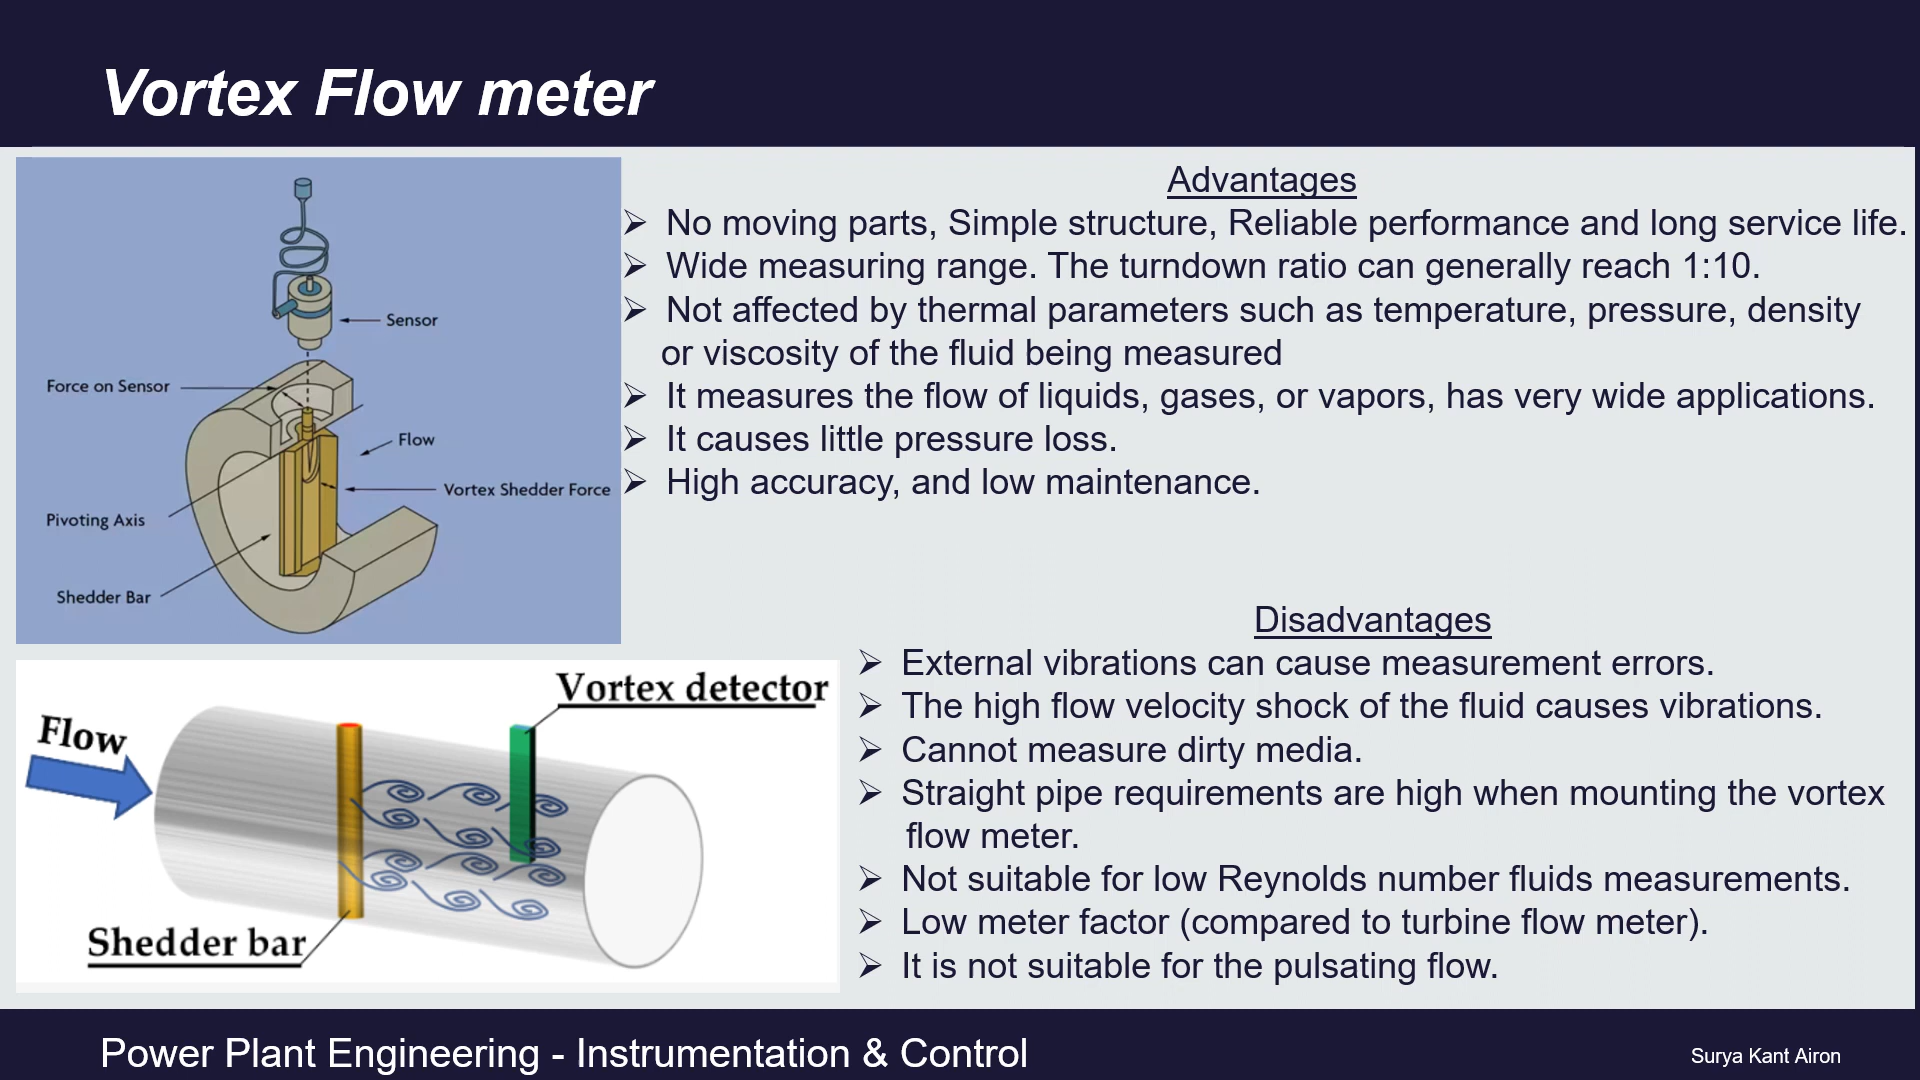 Vortex Flow meter
Sensor
Force on Sensor
Flow
Vortex Shedder Force
Pivoting Axis
Shedder Bar
Advantages
➢ No moving parts, Simple structure, Reliable performance and long service life.
➢ Wide measuring range. The turndown ratio can generally reach 1:10.
➢ Not affected by thermal parameters such as temperature, pressure, density
or viscosity of the fluid being measured
➢ It measures the flow of liquids, gases, or vapors, has very wide applications.
➢ It causes little pressure loss.
➢ High accuracy, and low maintenance.
Vortex detector
Flow
Shedder bar
Disadvantages
➢ External vibrations can cause measurement errors.
➢ The high flow velocity shock of the fluid causes vibrations.
➢ Cannot measure dirty media.
➢ Straight pipe requirements are high when mounting the vortex
flow meter.
➢ Not suitable for low Reynolds number fluids measurements.
➢ Low meter factor (compared to turbine flow meter).
➢ It is not suitable for the pulsating flow.
Power Plant Engineering - Instrumentation & Control
Surya Kant Airon